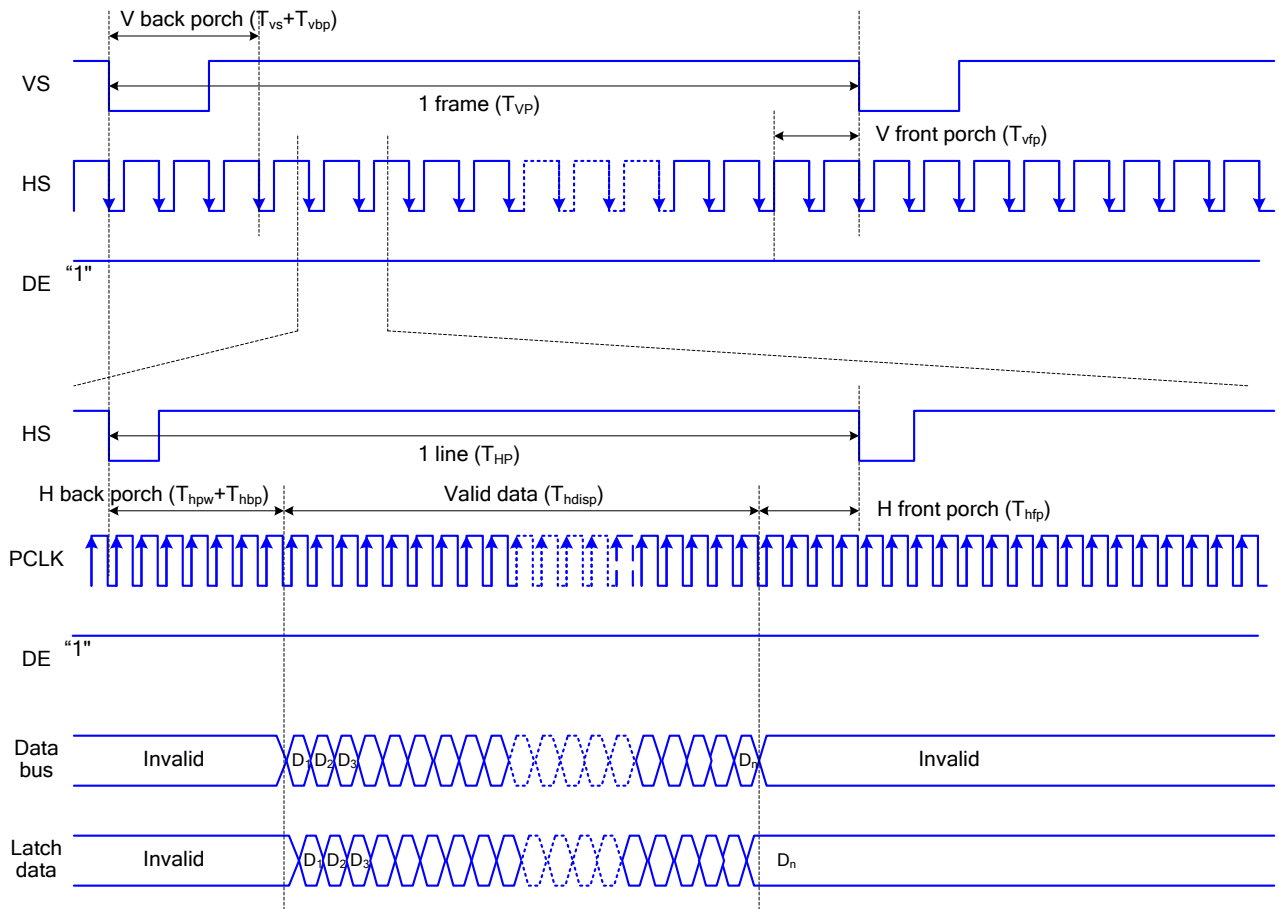 V back porch (Tvs+Tvbp)
VS
1 frame (TVP)
V front porch (Tvfp)
HS
DE "1"
HS
1 line (THP)
H back porch (Thpw+Thbp)
Valid data (Thdisp)
H front porch (Thfp)
PCLK
DE "1"
Data
bus
Invalid
D1 D2 D3
Dn
Invalid
Latch
data
Invalid
D1 D2 D3
Dn